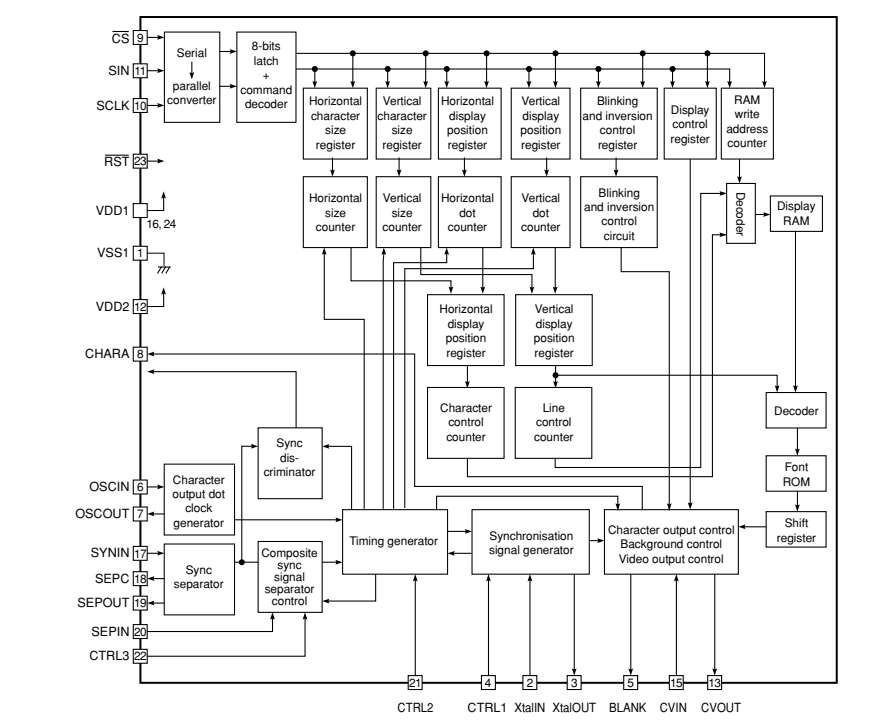 CS 9
SIN 11
SCLK 10
RST 23
VDD1
16, 24
VSS1 1
VDD2 12
CHARA 8
OSCIN 6
OSCOUT 7
SYNIN 17
SEPC 18
SEPOUT 19
SEPIN 20
CTRL3 22
Serial
parallel
converter
8-bits
latch
+
command
decoder
Horizontal
character
size
register
Vertical
character
size
register
Horizontal
display
position
register
Vertical
display
position
register
Blinking
and inversion
control
register
Display
control
register
RAM
write
address
counter
Horizontal
size
counter
Vertical
size
counter
Horizontal
dot
counter
Vertical
dot
counter
Blinking
and inversion
control
circuit
Decoder
Display
RAM
Horizontal
display
position
register
Vertical
display
position
register
Character
control
counter
Line
control
counter
Decoder
Font
ROM
Shift
register
Sync
dis-
criminator
Character
output dot
clock
generator
Sync
separator
Composite
sync
signal
separator
control
Timing generator
Synchronisation
signal generator
Character output control
Background control
Video output control
21
4
2
3
5
15
13
CTRL2
CTRL1
XtalIN
XtalOUT
BLANK
CVIN
CVOUT